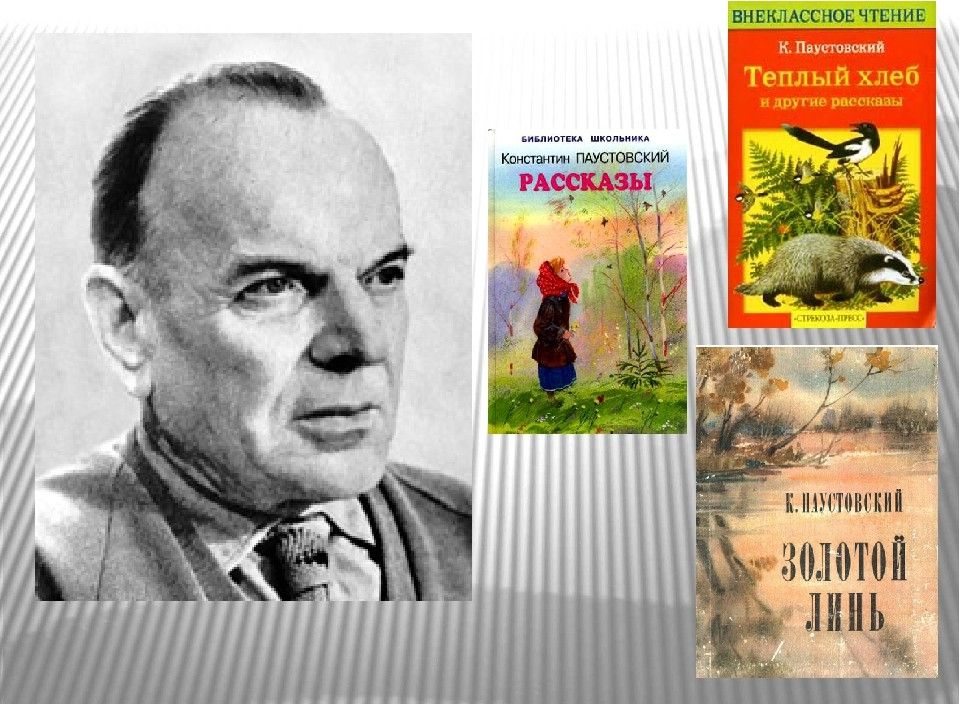 БИБЛИОТЕКА ШКОЛЬНИКА
Константин ПАУСТОВСКИЙ
РАССКАЗЫ
ВНЕКЛАССНОЕ ЧТЕНИЕ
К. Паустовский
Теплый хлеб
и другие рассказы
«СТРЕКОЗА-ПРЕСС»
К. ПАУСТОВСКИЙ
ЗОЛОТОЙ
ЛИНЬ